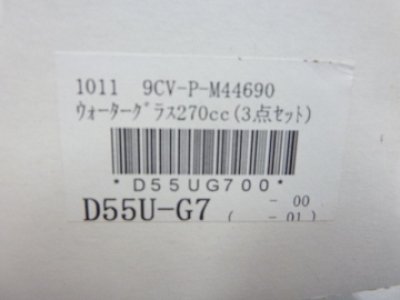 1011 9CV-P-M44690
ウォーターグラス270cc(3点セット)
*D55UG700*
D55U-G7
- 00
( - 01)